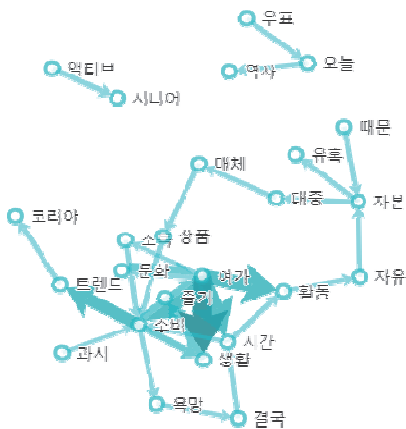 우표
오늘
역사
액티브
시니어
때문
유혹
매체
대중
자본
코리아
소득
상품
문화
여가
자유
트렌드
즐기
활동
소비
시간
과시
생활
욕망
결국